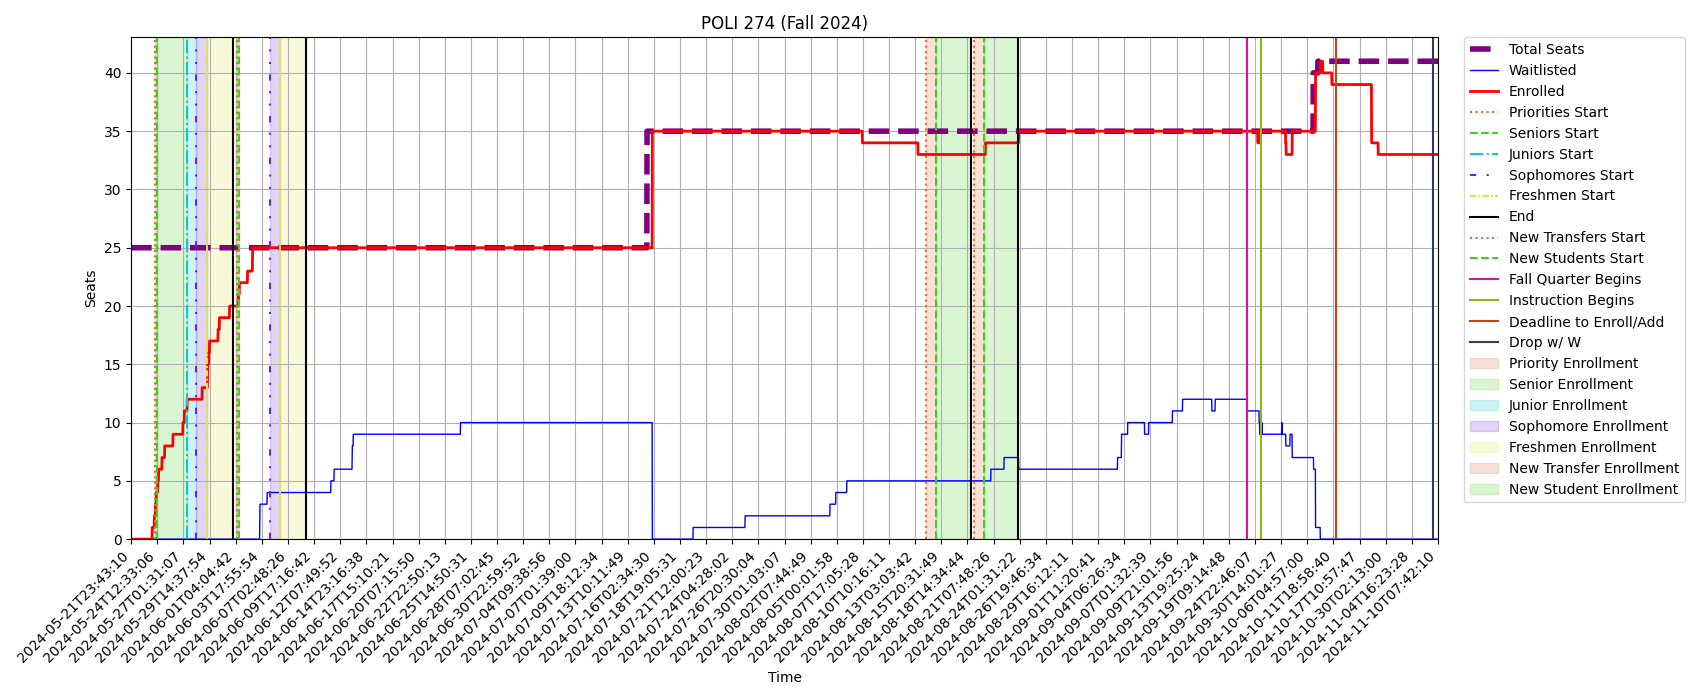 POLI 274 (Fall 2024)
Seats
40
35
30
25
20
15
10
5
0
2024-05-21T23:43:10
2024-05-24T12:33:06
2024-05-27T01:31:07
2024-05-29T14:37:54
2024-06-01T04:04:42
2024-06-03T17:55:54
2024-06-07T02:48:26
2024-06-09T17:16:42
2024-06-12T07:49:52
2024-06-14T23:16:38
2024-06-17T15:10:21
2024-06-20T07:15:50
2024-06-22T22:50:13
2024-06-25T14:50:31
2024-06-28T07:02:45
2024-06-30T22:59:52
2024-07-04T09:38:56
2024-07-07T01:39:00
2024-07-09T18:12:34
2024-07-13T10:11:49
2024-07-16T02:34:30
2024-07-18T19:05:31
2024-07-21T12:00:23
2024-07-24T04:28:02
2024-07-26T20:30:04
2024-07-30T01:03:07
2024-08-02T07:44:49
2024-08-05T00:01:58
2024-08-07T17:05:28
2024-08-10T10:16:11
2024-08-13T03:03:42
2024-08-15T20:31:49
2024-08-18T14:34:44
2024-08-21T07:48:26
2024-08-24T01:31:22
2024-08-26T19:46:34
2024-08-29T16:12:11
2024-09-01T11:20:41
2024-09-04T06:26:34
2024-09-07T01:32:39
2024-09-09T21:01:56
2024-09-13T19:25:24
2024-09-19T09:14:48
2024-09-24T22:46:07
2024-09-30T14:01:27
2024-10-06T04:57:00
2024-10-11T18:58:40
2024-10-17T10:57:47
2024-10-30T02:13:00
2024-11-04T16:23:28
2024-11-10T07:42:10
Time
Total Seats
Waitlisted
Enrolled
Priorities Start
Seniors Start
Juniors Start
Sophomores Start
Freshmen Start
End
New Transfers Start
New Students Start
Fall Quarter Begins
Instruction Begins
Deadline to Enroll/Add
Drop w/ W
Priority Enrollment
Senior Enrollment
Junior Enrollment
Sophomore Enrollment
Freshmen Enrollment
New Transfer Enrollment
New Student Enrollment